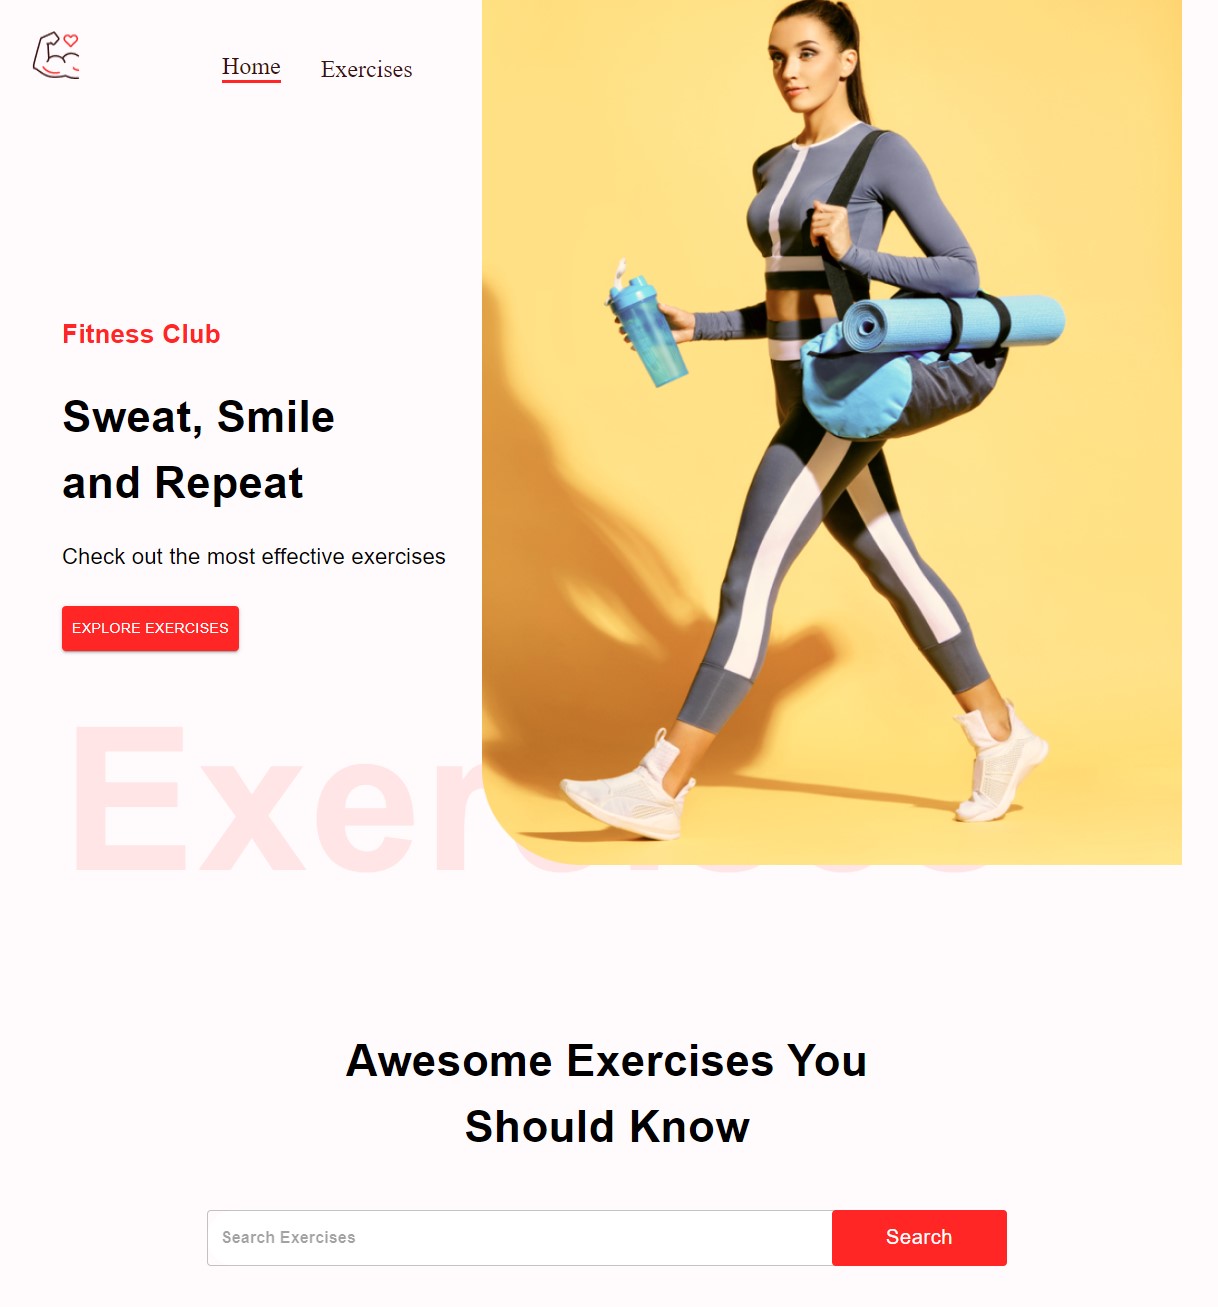 Home Exercises
Fitness Club
Sweat, Smile
and Repeat
Check out the most effective exercises
EXPLORE EXERCISES
Exer
Awesome Exercises You
Should Know
Search Exercises Search